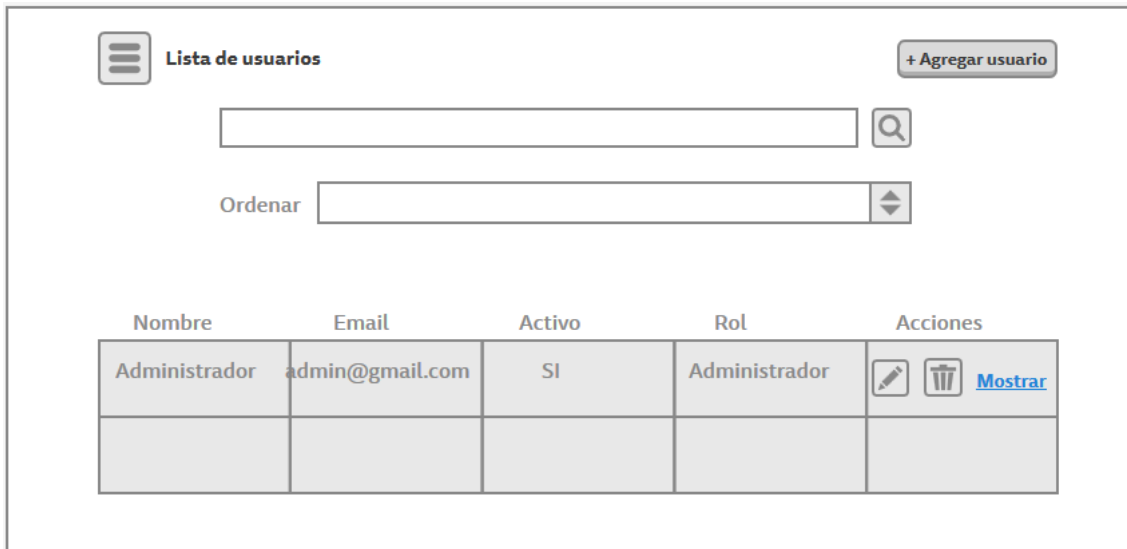 Lista de usuarios
+ Agregar usuario
Ordenar
Nombre Email Activo Rol Acciones
Administrador admin@gmail.com SI Administrador Mostrar